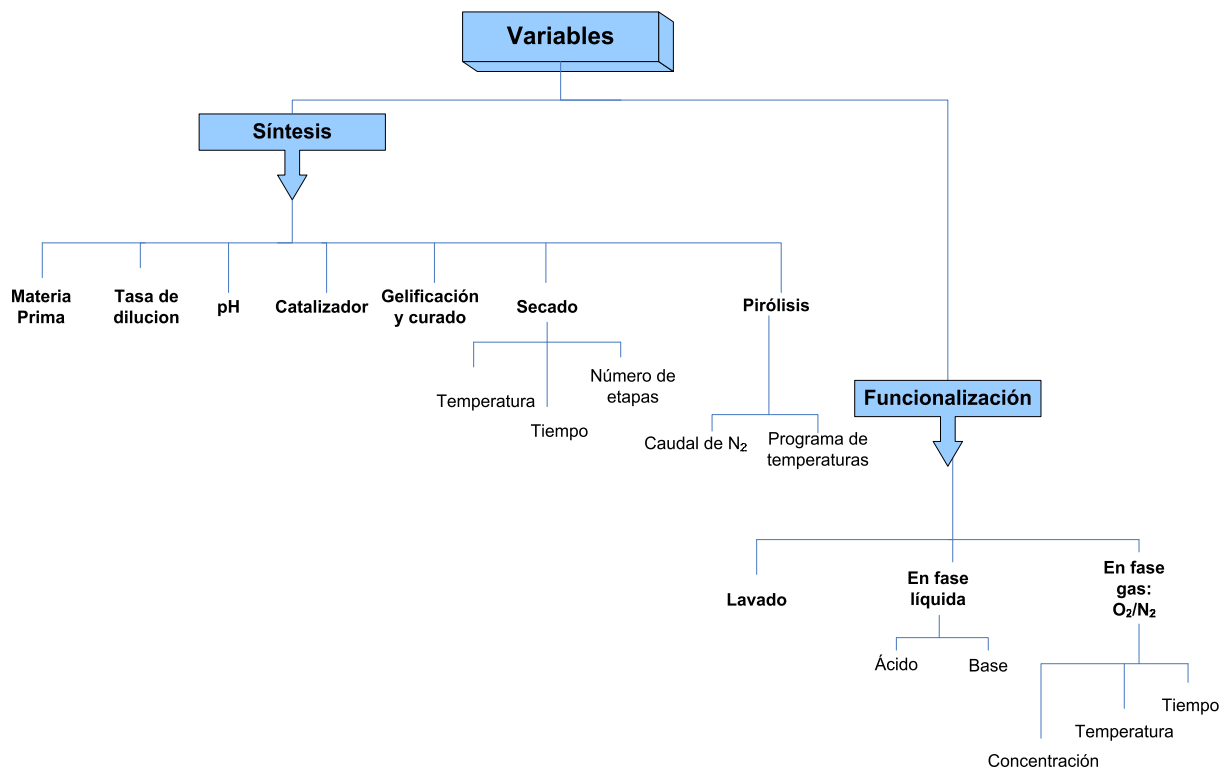 Variables
Síntesis
Materia
Prima
Tasa de
dilucion
pH
Catalizador
Gelificación
y curado
Secado
Pirólisis
Temperatura
Tiempo
Número de
etapas
Caudal de N₂
Programa de
temperaturas
Funcionalización
Lavado
En fase
líquida
En fase
gas:
O₂/N₂
Ácido
Base
Concentración
Temperatura
Tiempo